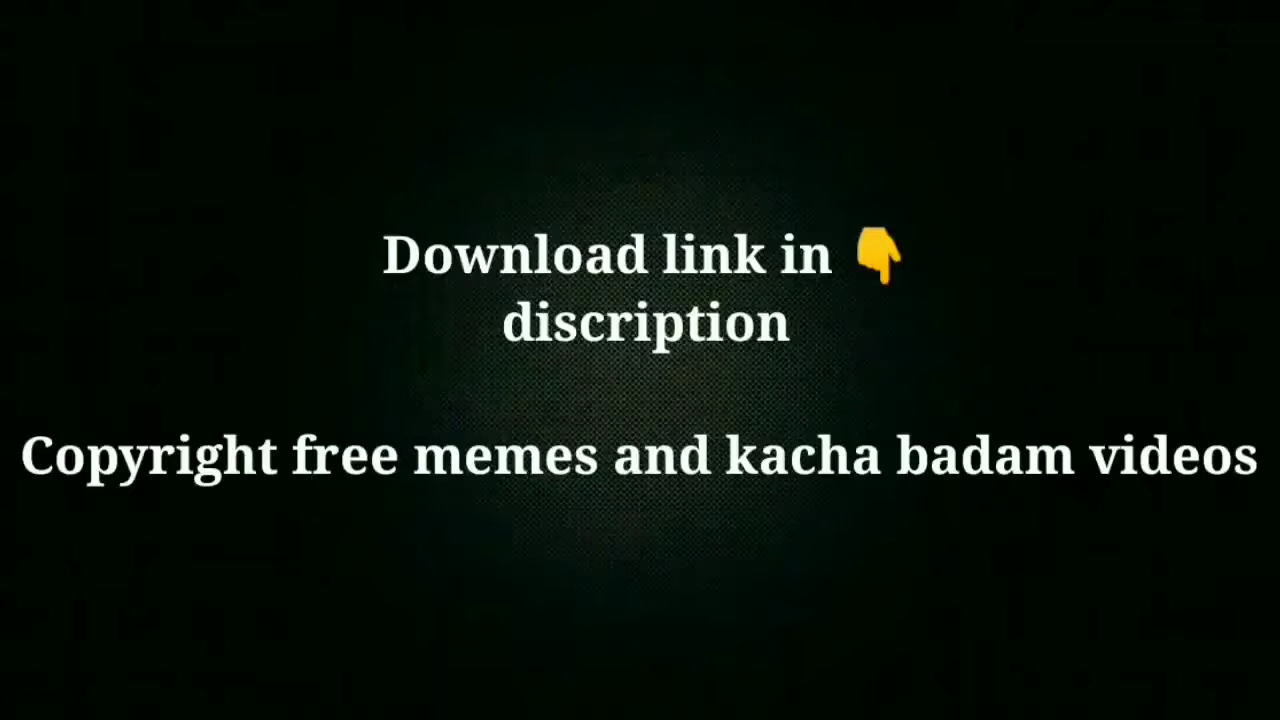 Download link in 👇
discription
Copyright free memes and kacha badam videos